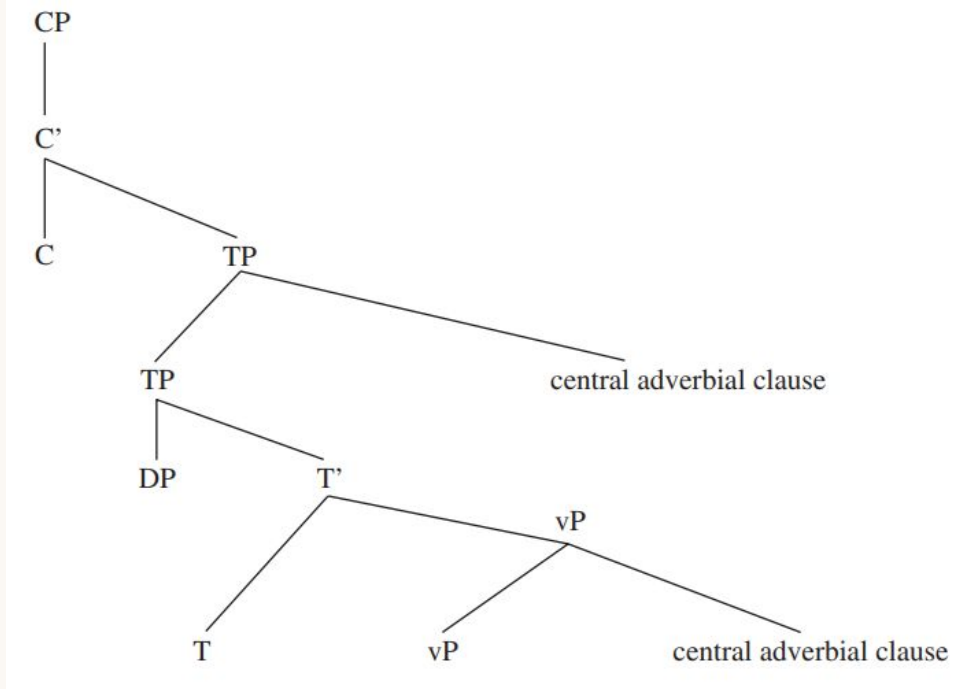 CP
C’
C
TP
TP
central adverbial clause
DP
T’
vP
T
vP
central adverbial clause